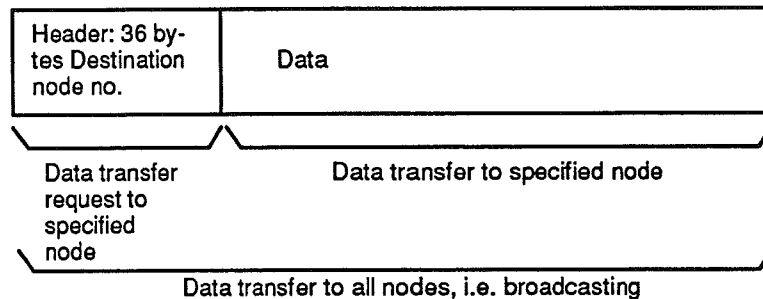 Header: 36 by-
tes Destination
node no.
Data
Data transfer
request to
specified
node
Data transfer to specified node
Data transfer to all nodes, i.e. broadcasting